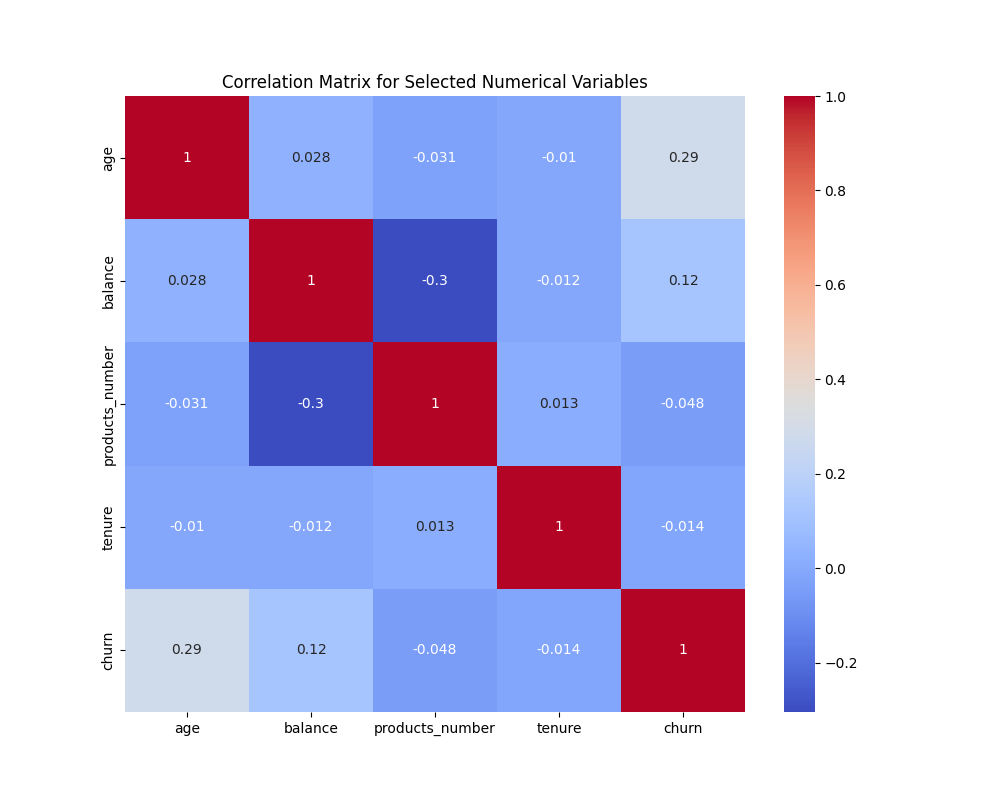 Correlation Matrix for Selected Numerical Variables
age
1
0.028
-0.031
-0.01
0.29
balance
0.028
1
-0.3
-0.012
0.12
products_number
-0.031
-0.3
1
0.013
-0.048
tenure
-0.01
-0.012
0.013
1
-0.014
churn
0.29
0.12
-0.048
-0.014
1
age
balance
products_number
tenure
churn
1.0
0.8
0.6
0.4
0.2
0.0
−0.2